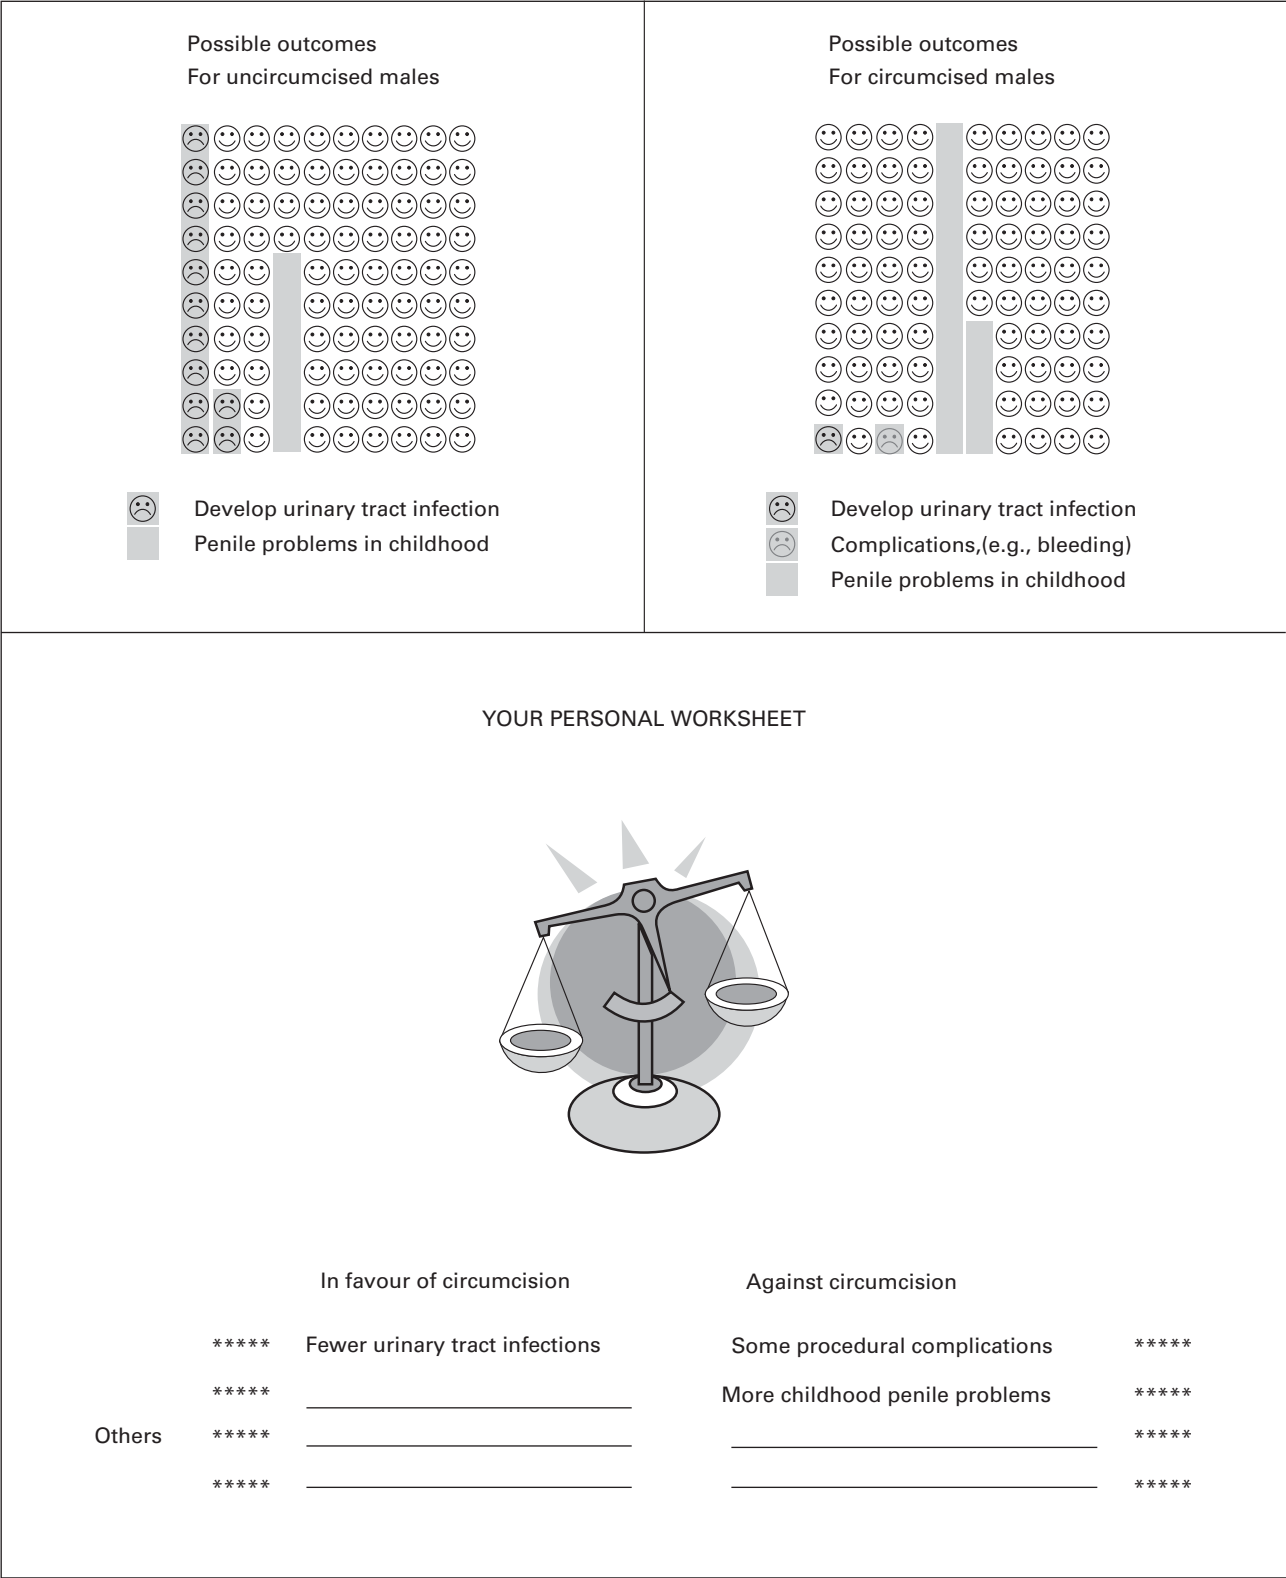 Possible outcomes
For uncircumcised males
Develop urinary tract infection
Penile problems in childhood
Possible outcomes
For circumcised males
Develop urinary tract infection
Complications,(e.g., bleeding)
Penile problems in childhood
YOUR PERSONAL WORKSHEET
In favour of circumcision Against circumcision
***** Fewer urinary tract infections Some procedural complications *****
***** More childhood penile problems *****
Others ***** *****
***** *****